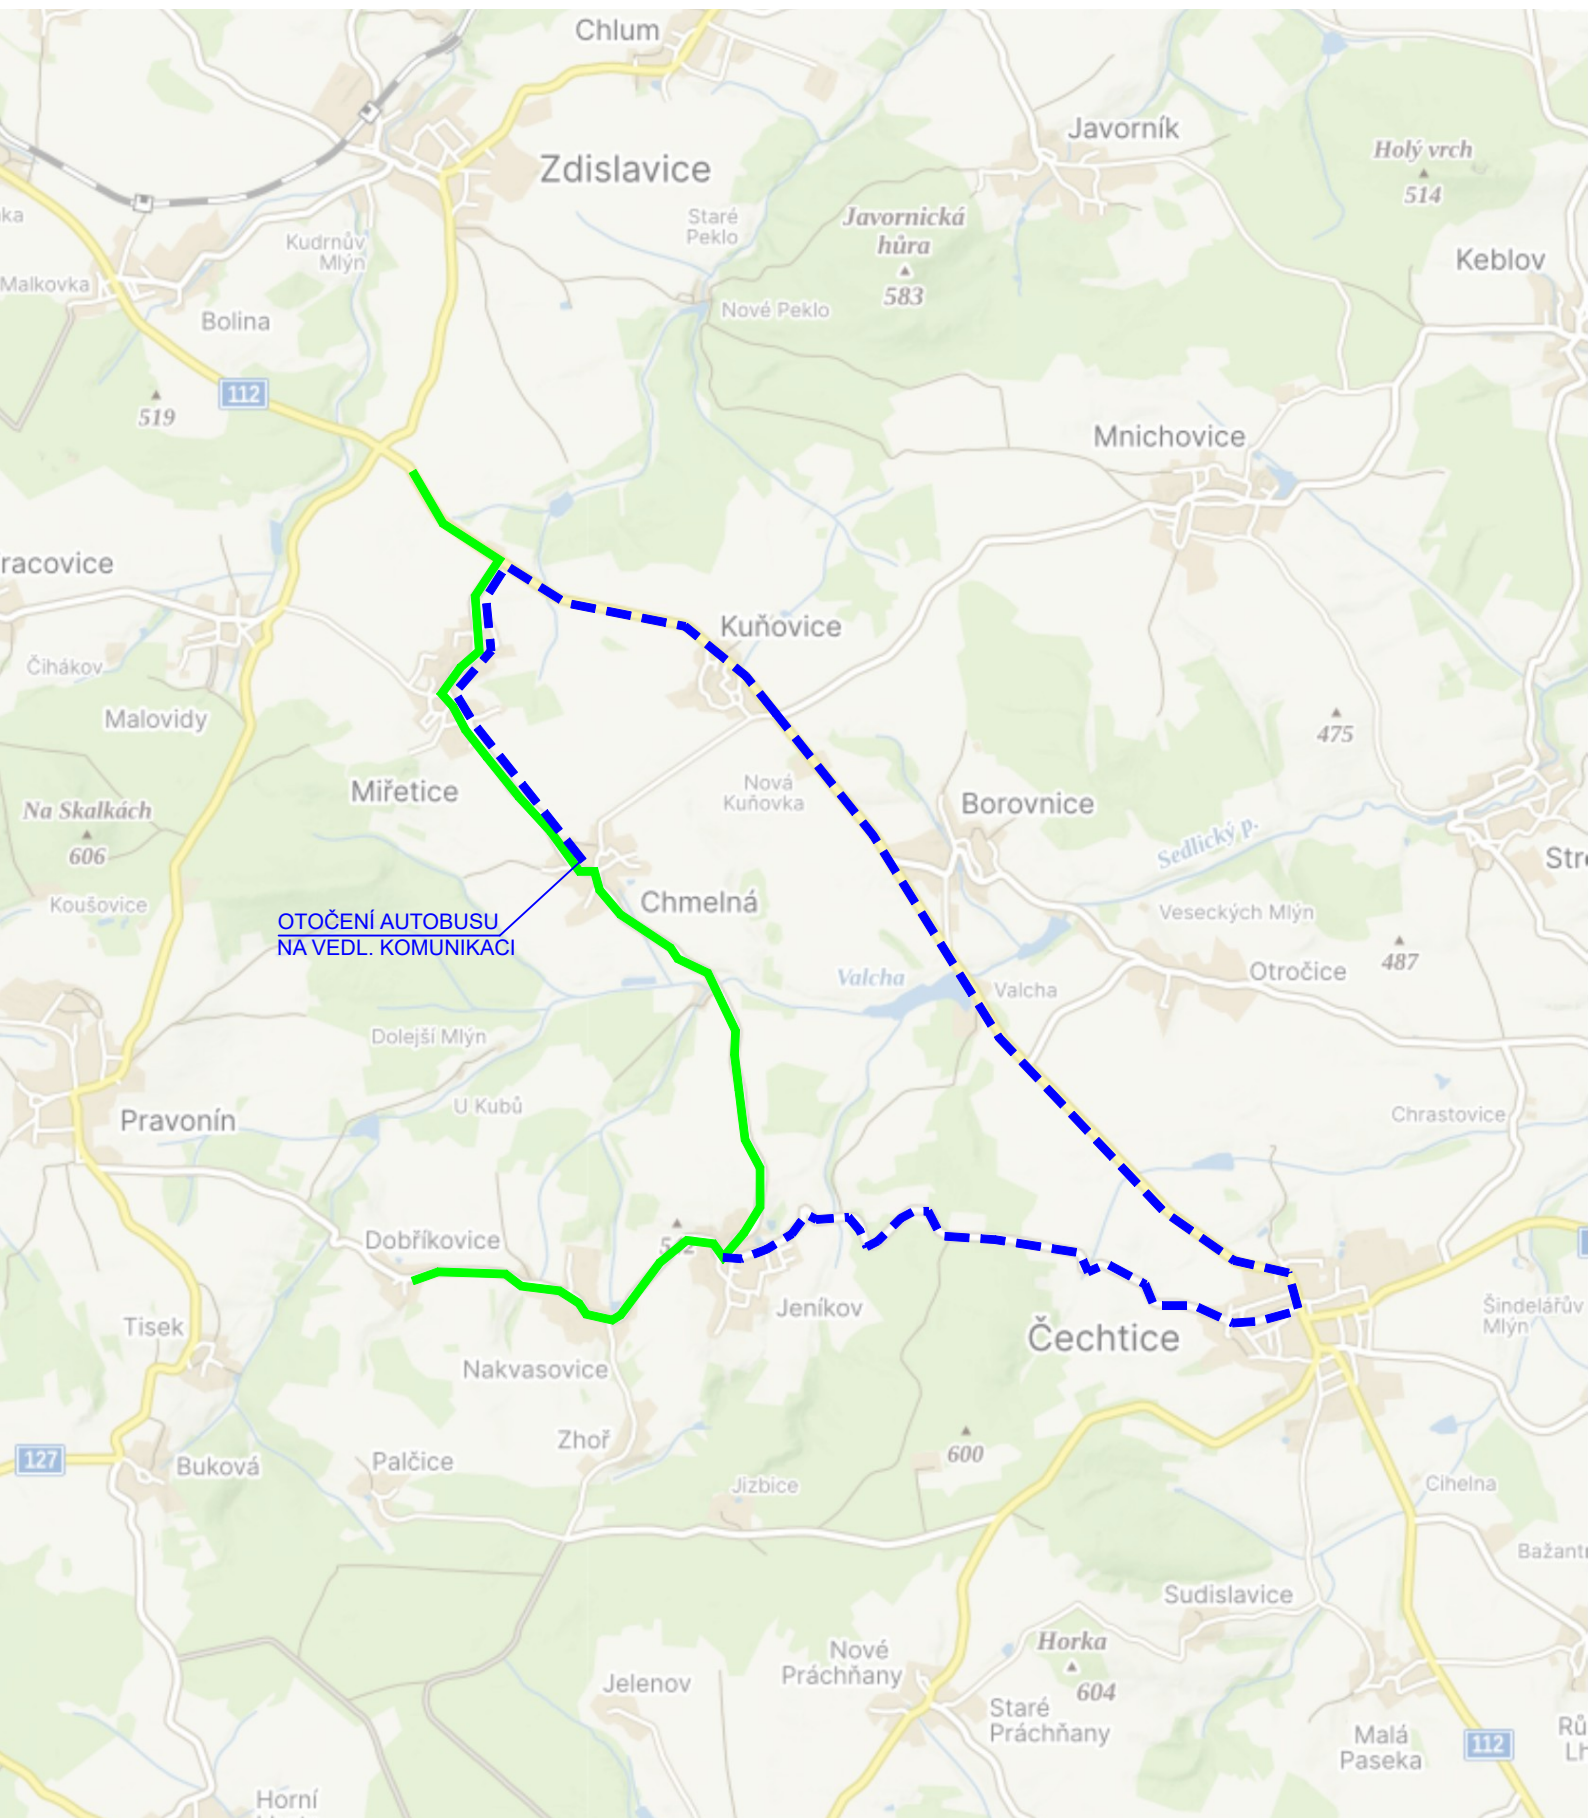 Chlum
Javorník
Zdislavice
Holý vrch
514
Staré
Peklo
Javornická
hůra
583
Kudrnův
Mlýn
Keblov
Malkovka
Nové Peklo
Bolina
112
519
Mnichovice
racovice
Kuňovice
Čihákov
Malovidy
475
Miřetice
Nová
Kuňovka
Borovnice
Na Skalkách
606
Sedlický p.
Koušovice
Chmelná
Veseckých Mlýn
OTOČENÍ AUTOBUSU
NA VEDL. KOMUNIKACI
487
Otročice
Valcha
Valcha
Dolejší Mlýn
U Kubů
Chrastovice
Pravonín
Dobříkovice
Jeníkov
Šindelářův
Mlýn
Tisek
Čechtice
Nakvasovice
Zhoř
600
127
Buková
Palčice
Jizbice
Cihelna
Sudislavice
Horka
604
Nové
Práchňany
Jelenov
Staré
Práchňany
Malá
Paseka
112
Horní